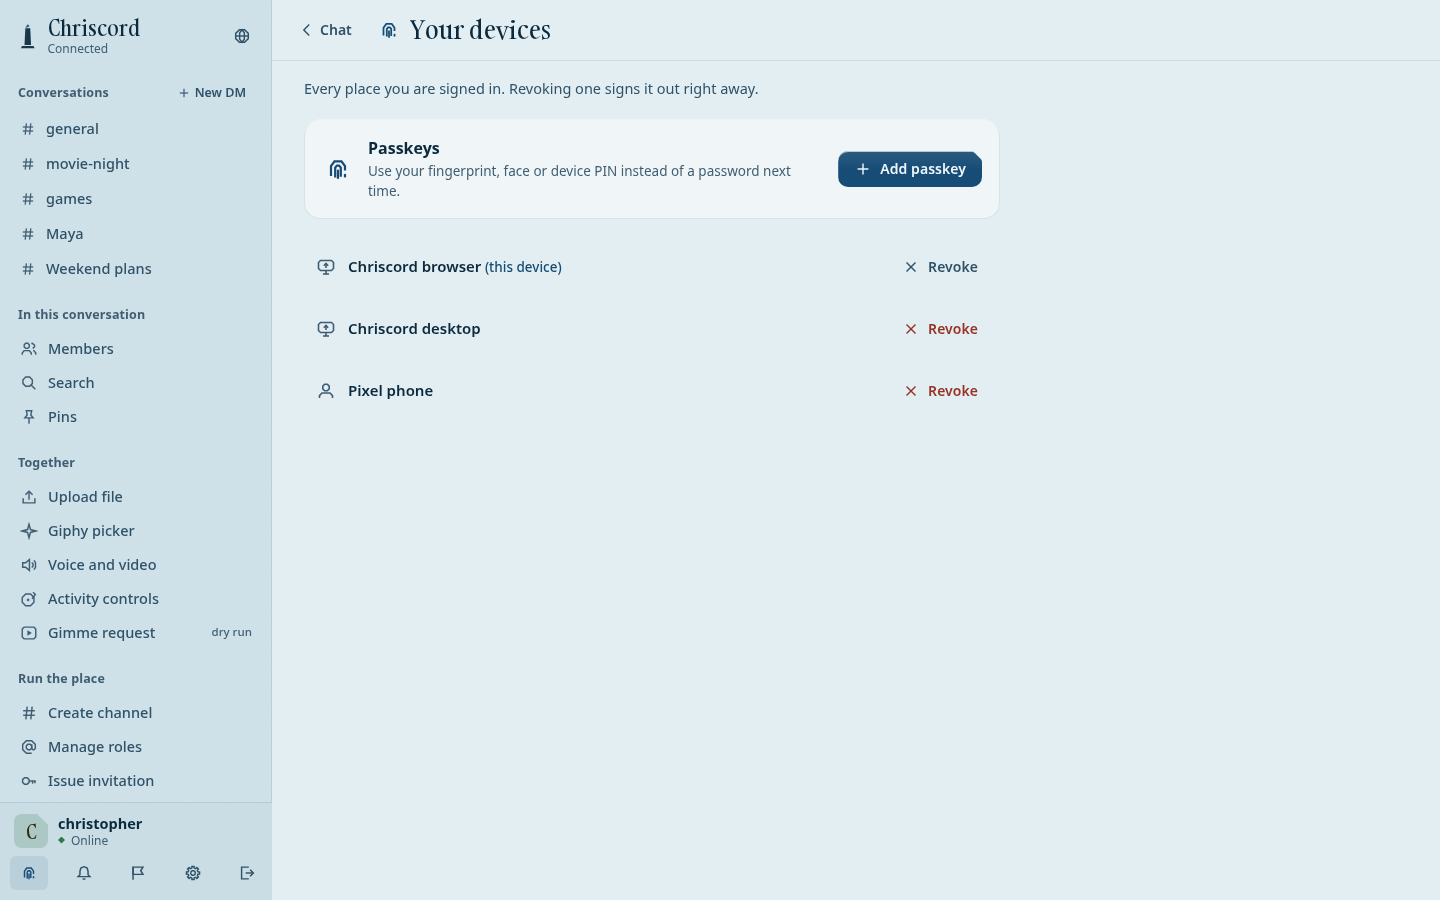 Chriscord
Connected
Conversations
New DM
general
movie-night
games
Maya
Weekend plans
In this conversation
Members
Search
Pins
Together
Upload file
Giphy picker
Voice and video
Activity controls
Gimme request dry run
Run the place
Create channel
Manage roles
Issue invitation
C
christopher
Online
Chat
Your devices
Every place you are signed in. Revoking one signs it out right away.
Passkeys
Use your fingerprint, face or device PIN instead of a password next
time.
Add passkey
Chriscord browser (this device) Revoke
Chriscord desktop Revoke
Pixel phone Revoke